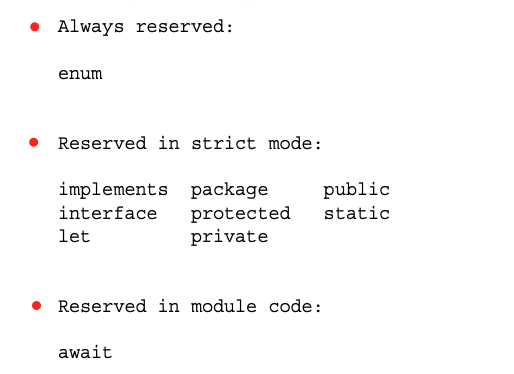 Always reserved:
enum
Reserved in strict mode:
implements package public
interface protected static
let private
Reserved in module code:
await